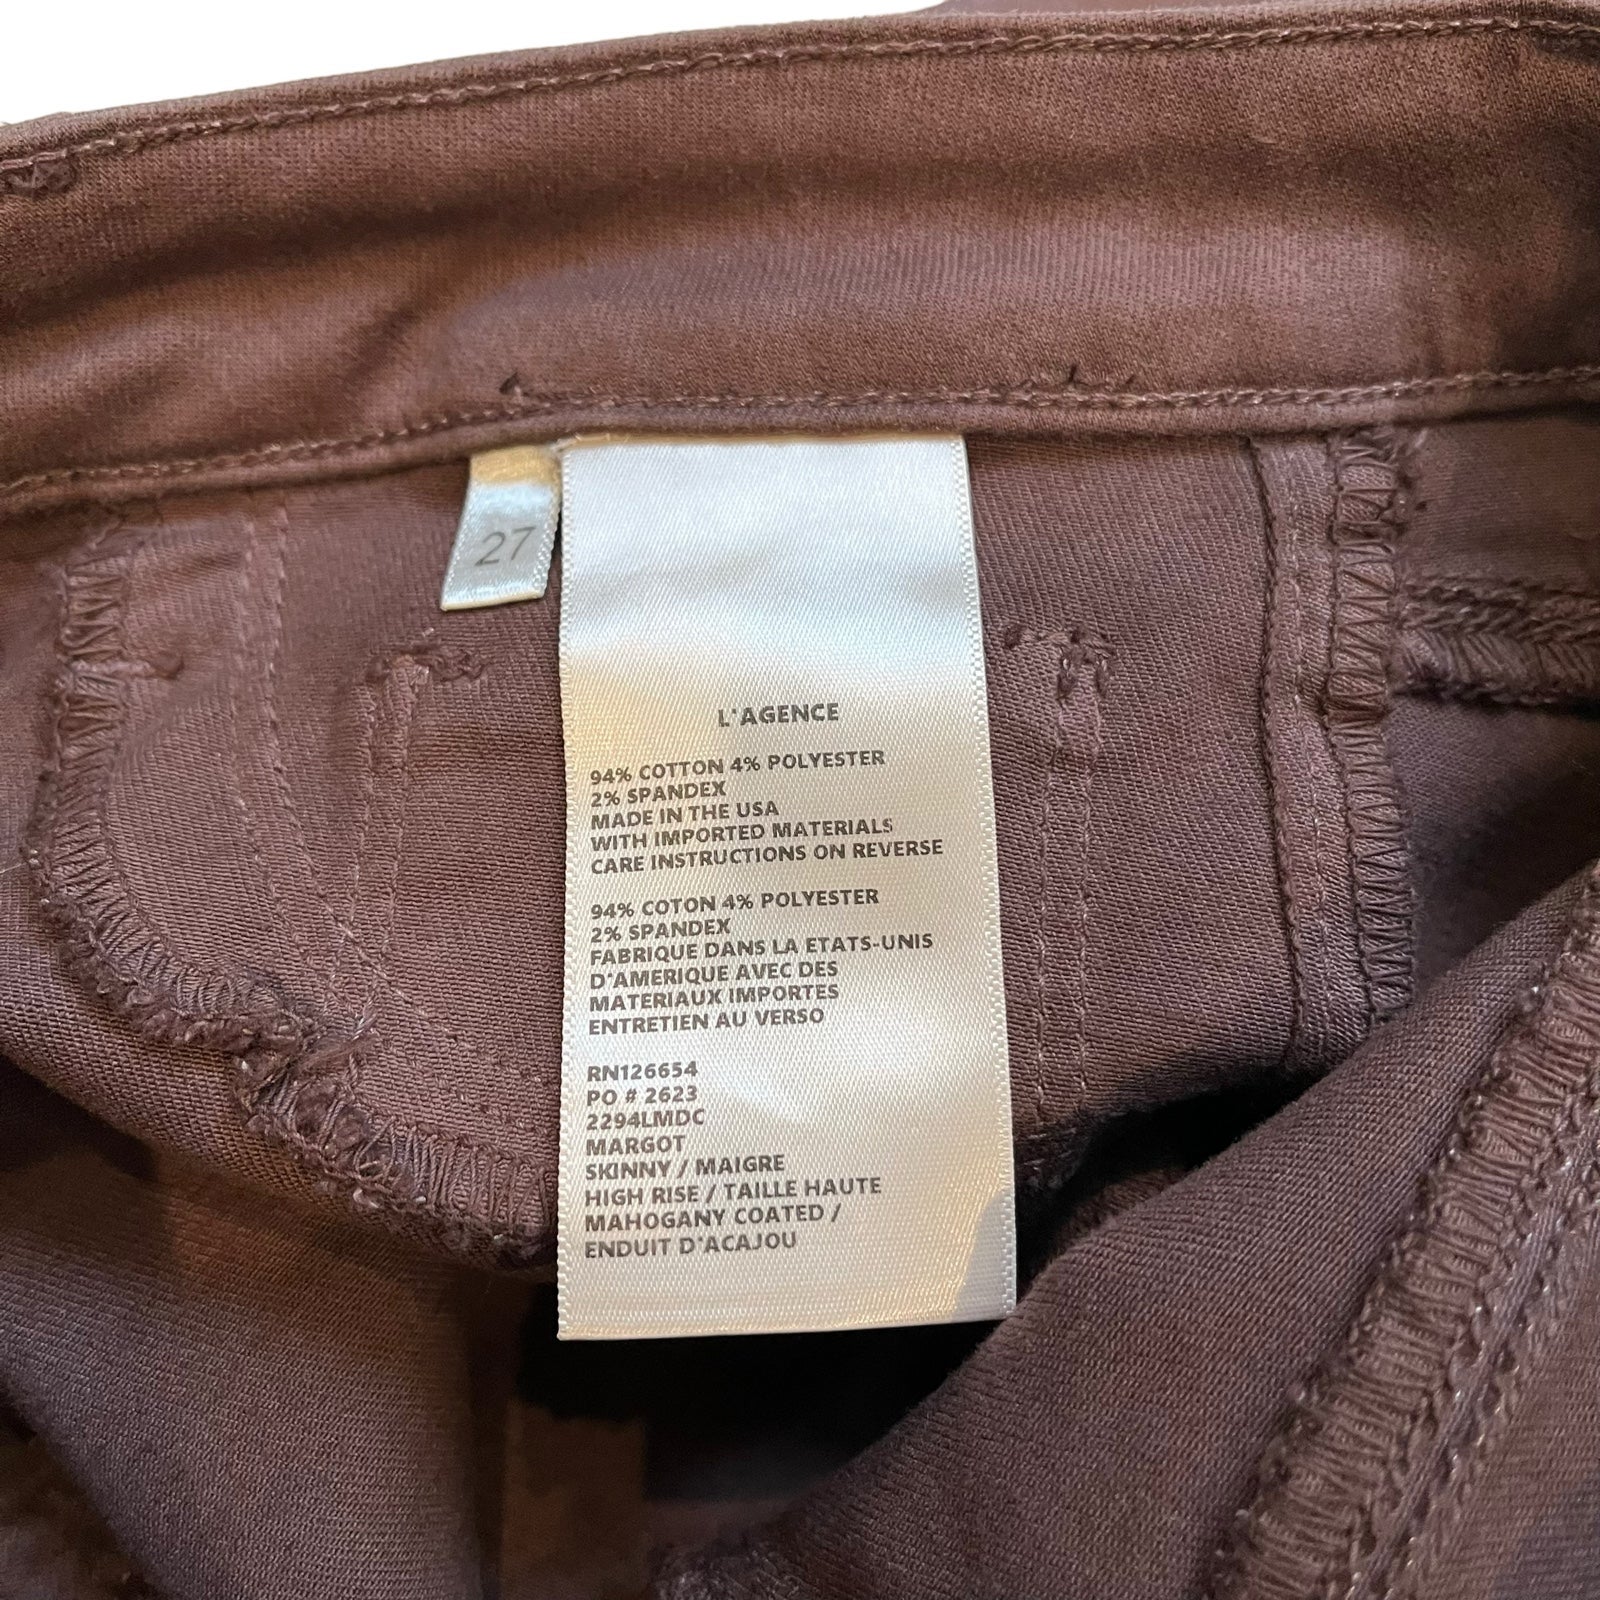 27
L'AGENCE
94% COTTON 4% POLYESTER
2% SPANDEX
MADE IN THE USA
WITH IMPORTED MATERIALS
CARE INSTRUCTIONS ON REVERSE
94% COTON 4% POLYESTER
2% SPANDEX
FABRIQUE DANS LA ETATS-UNIS
D'AMERIQUE AVEC DES
MATERIAUX IMPORTES
ENTRETIEN AU VERSO
RN126654
PO # 2623
2294LMDC
MARGOT
SKINNY / MAIGRE
HIGH RISE / TAILLE HAUTE
MAHOGANY COATED /
ENDUIT D'ACAJOU